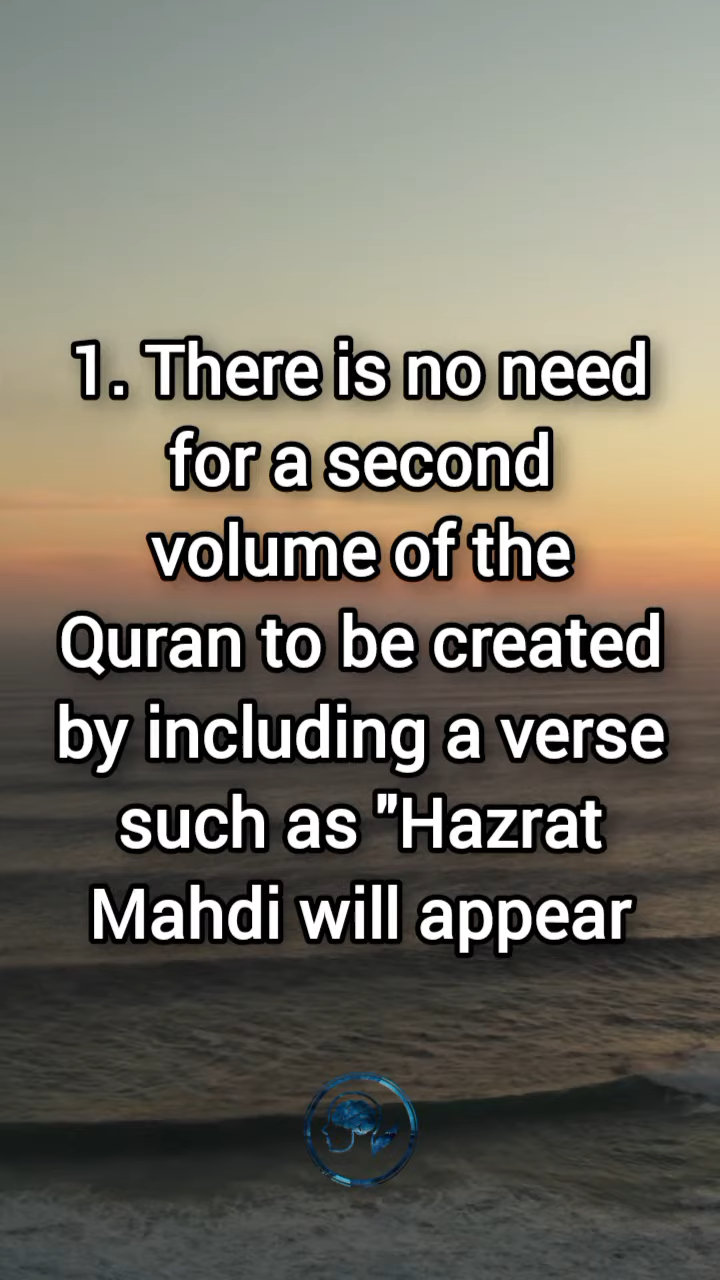 1. There is no need
for a second
volume of the
Quran to be created
by including a verse
such as "Hazrat
Mahdi will appear